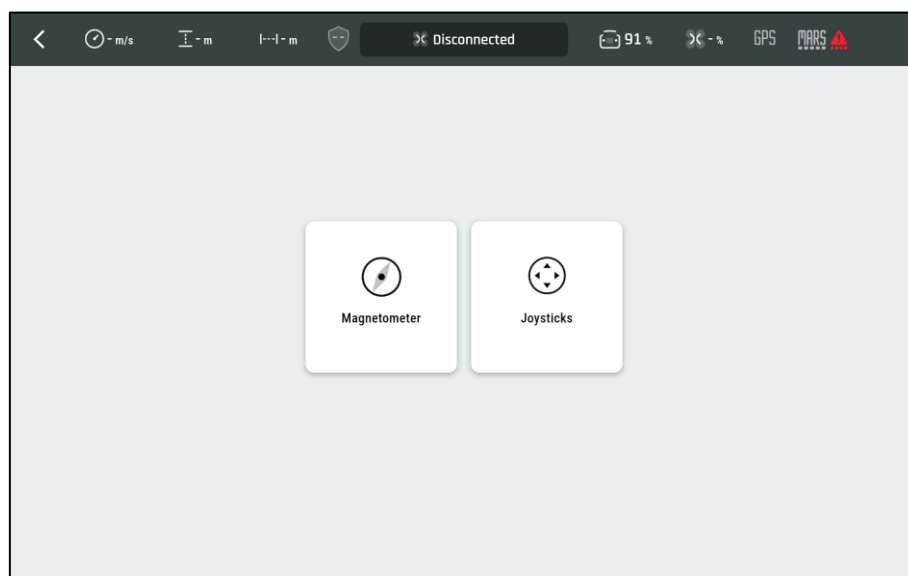 - m/s - m - m Disconnected 91 % - % GPS MARS
Magnetometer Joysticks